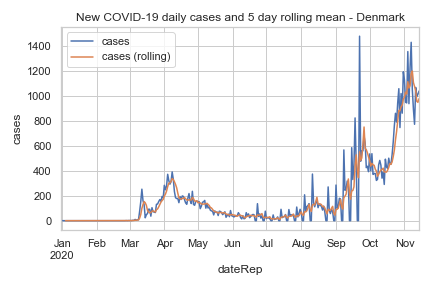 New COVID-19 daily cases and 5 day rolling mean - Denmark
cases
cases (rolling)
1400
1200
1000
800
600
400
200
0
cases
Jan Feb Mar Apr May Jun Jul Aug Sep Oct Nov
2020
dateRep